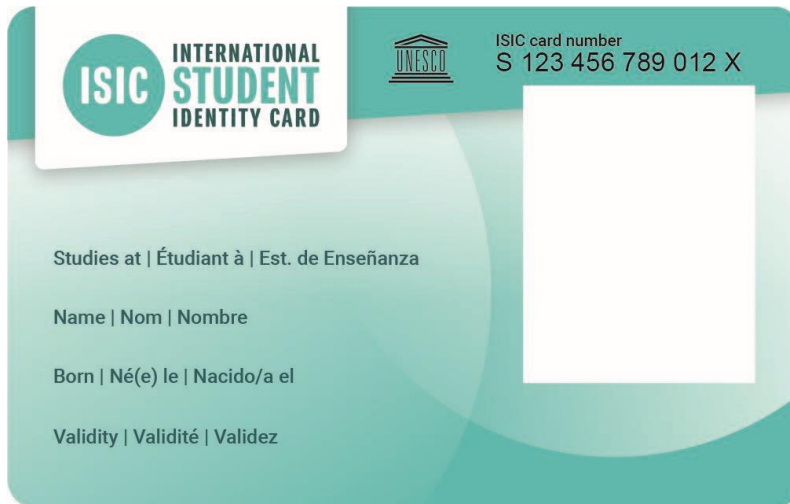 ISIC
INTERNATIONAL
STUDENT
IDENTITY CARD
UNESCO
ISIC card number
S 123 456 789 012 X
Studies at | Étudiant à | Est. de Enseñanza
Name | Nom | Nombre
Born | Né(e) le | Nacido/a el
Validity | Validité | Validez